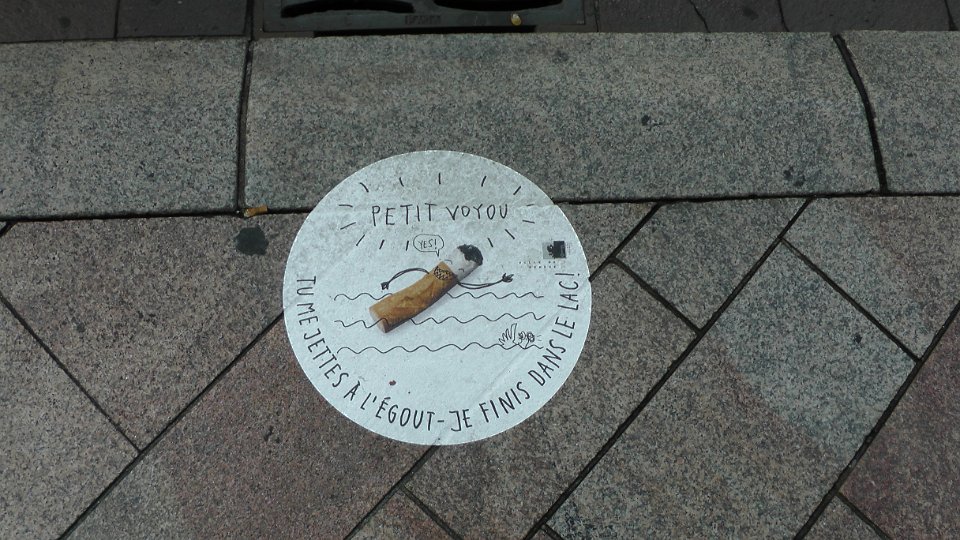 PETIT VOYOU
YES!
TU ME JETTES À L'ÉGOUT - JE FINIS DANS LE LAC!